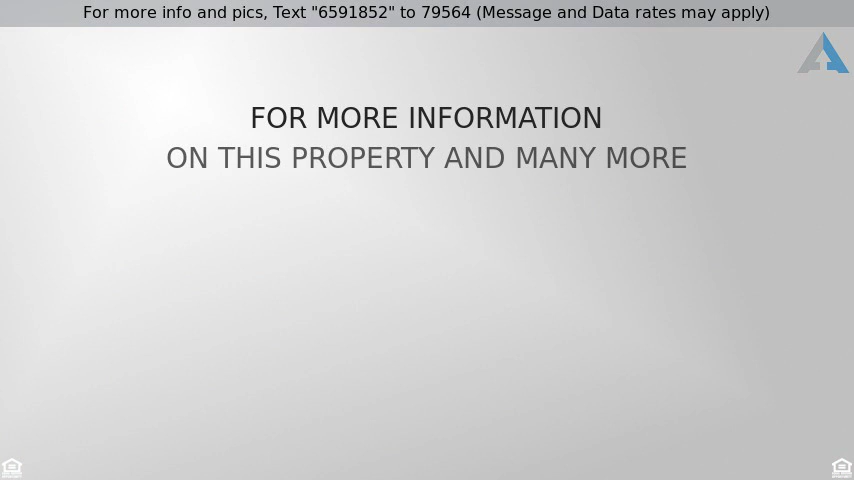 For more info and pics, Text "6591852" to 79564 (Message and Data rates may apply)
FOR MORE INFORMATION
ON THIS PROPERTY AND MANY MORE